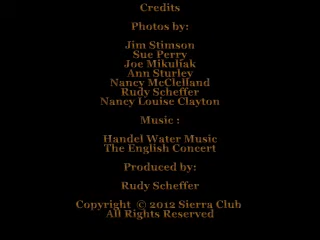 Credits
Photos by:
Jim Stimson
Sue Perry
Joe Mikuliak
Ann Sturley
Nancy McClelland
Rudy Scheffer
Nancy Louise Clayton
Music :
Handel Water Music
The English Concert
Produced by:
Rudy Scheffer
Copyright © 2012 Sierra Club
All Rights Reserved